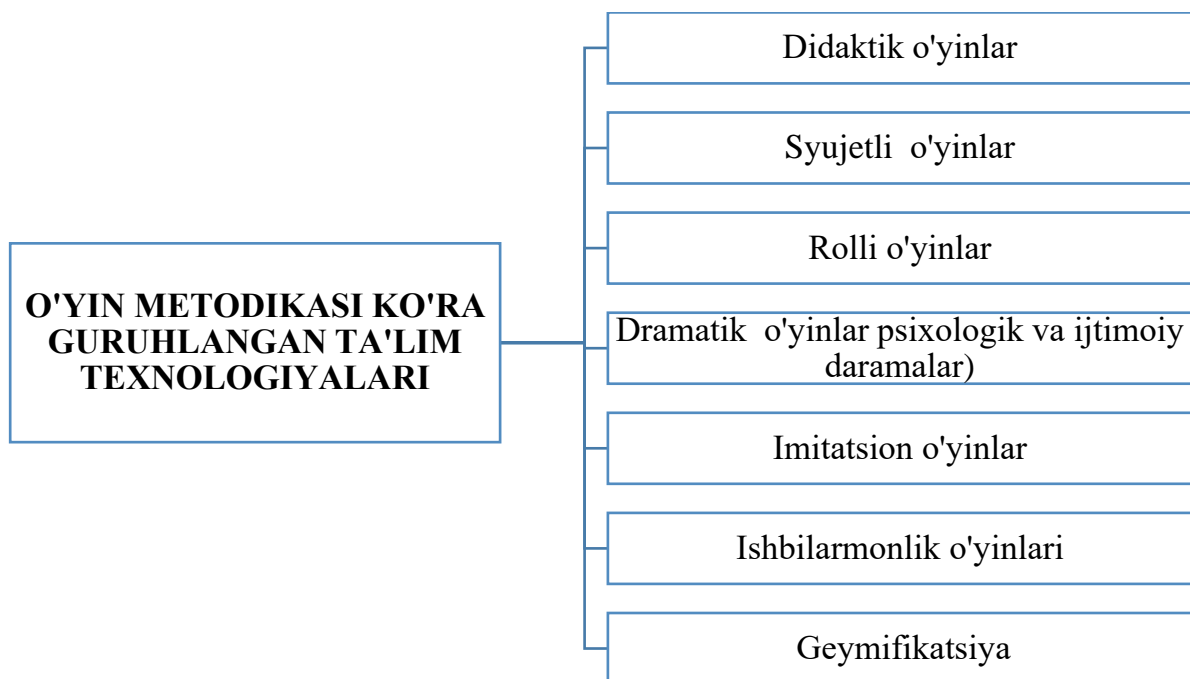 Didaktik o'yinlar
Syujetli  o'yinlar
Rolli o'yinlar
O'YIN METODIKASI KO'RA
GURUHLANGAN TA'LIM
TEXNOLOGIYALARI
Dramatik  o'yinlar psixologik va ijtimoiy
daramalar)
Imitatsion o'yinlar
Ishbilarmonlik o'yinlari
Geymifikatsiya